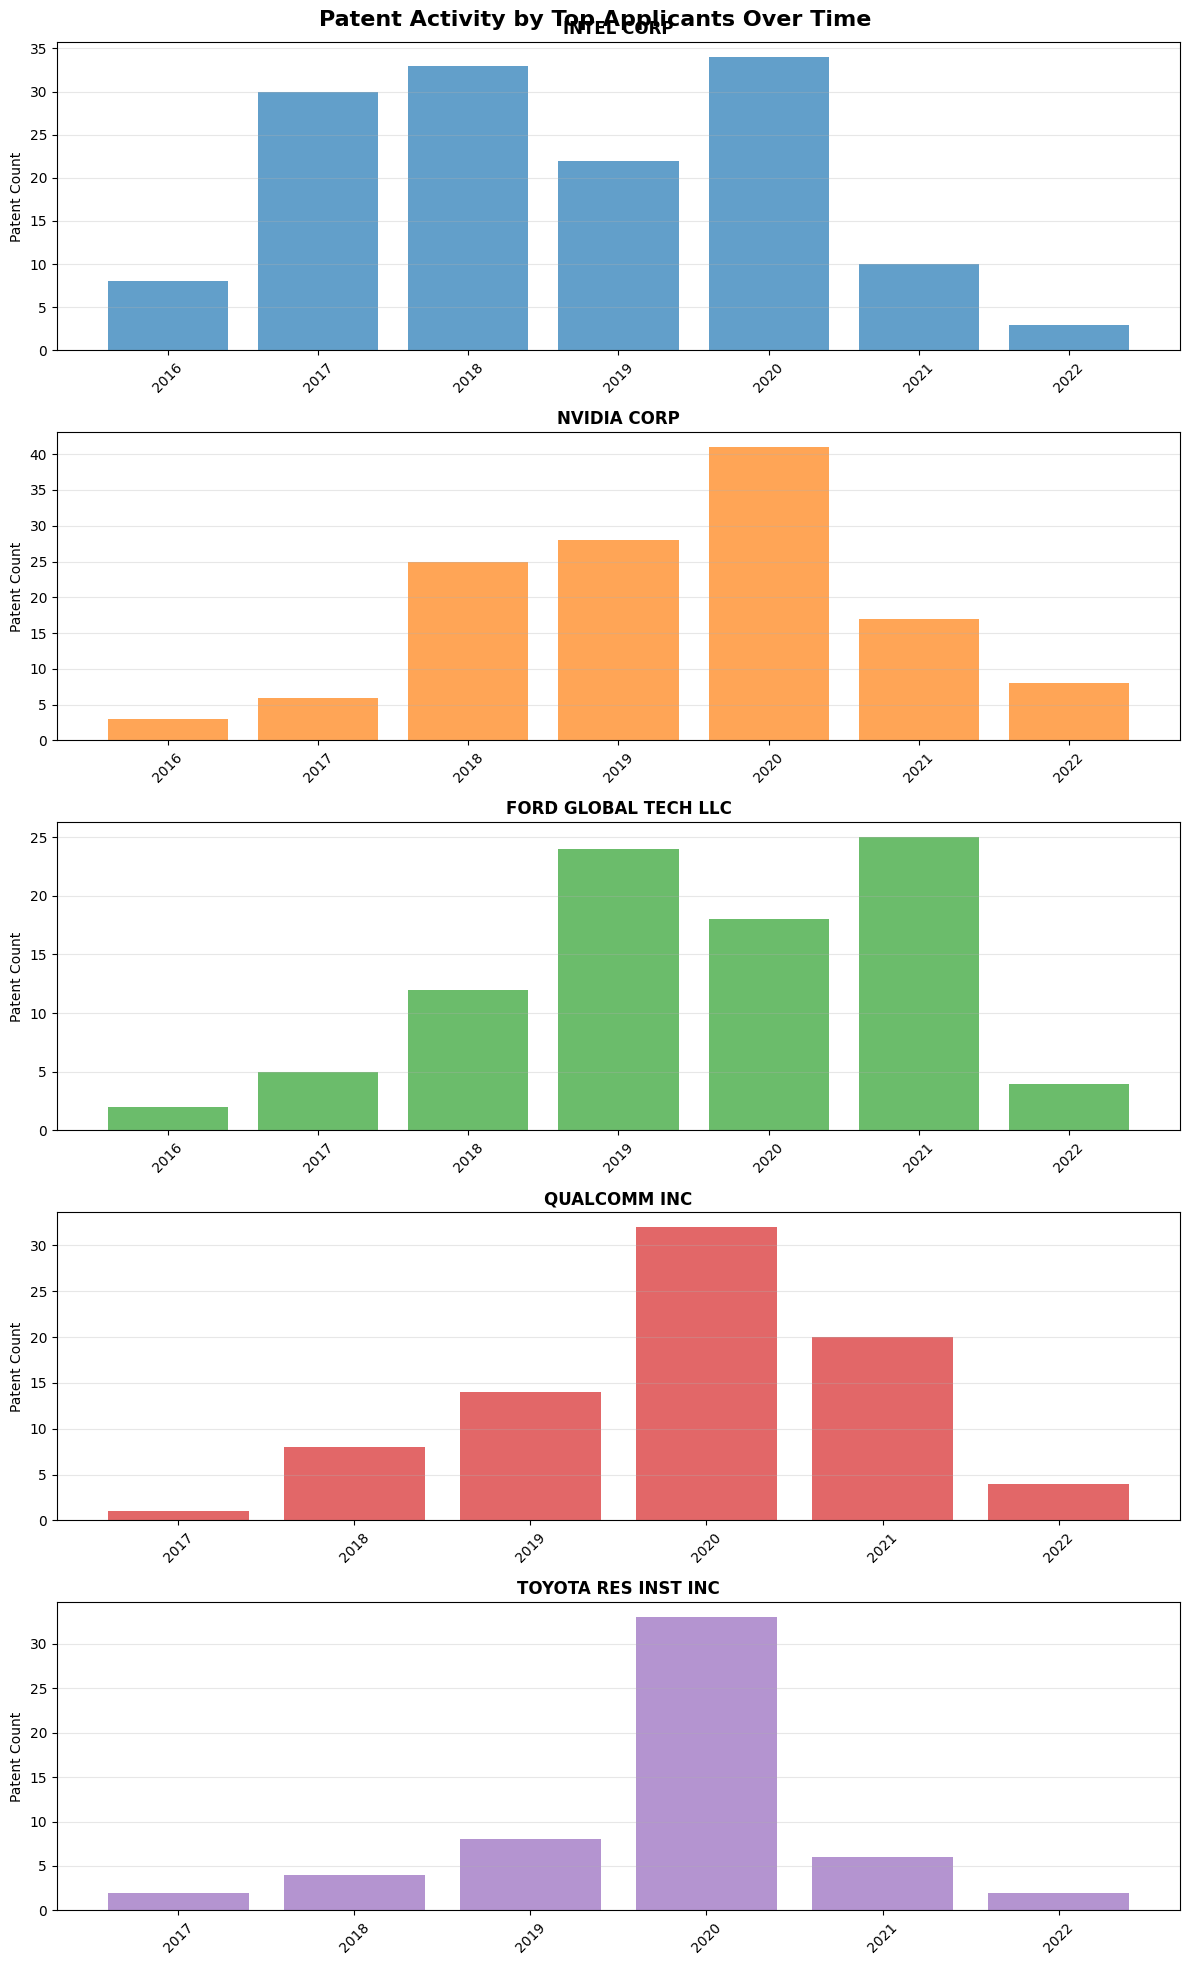 Patent Activity by Top Applicants Over Time
INTEL CORP
Patent Count
35
30
25
20
15
10
5
0
2016 2017 2018 2019 2020 2021 2022
NVIDIA CORP
Patent Count
40
35
30
25
20
15
10
5
0
2016 2017 2018 2019 2020 2021 2022
FORD GLOBAL TECH LLC
Patent Count
25
20
15
10
5
0
2016 2017 2018 2019 2020 2021 2022
QUALCOMM INC
Patent Count
30
25
20
15
10
5
0
2017 2018 2019 2020 2021 2022
TOYOTA RES INST INC
Patent Count
30
25
20
15
10
5
0
2017 2018 2019 2020 2021 2022